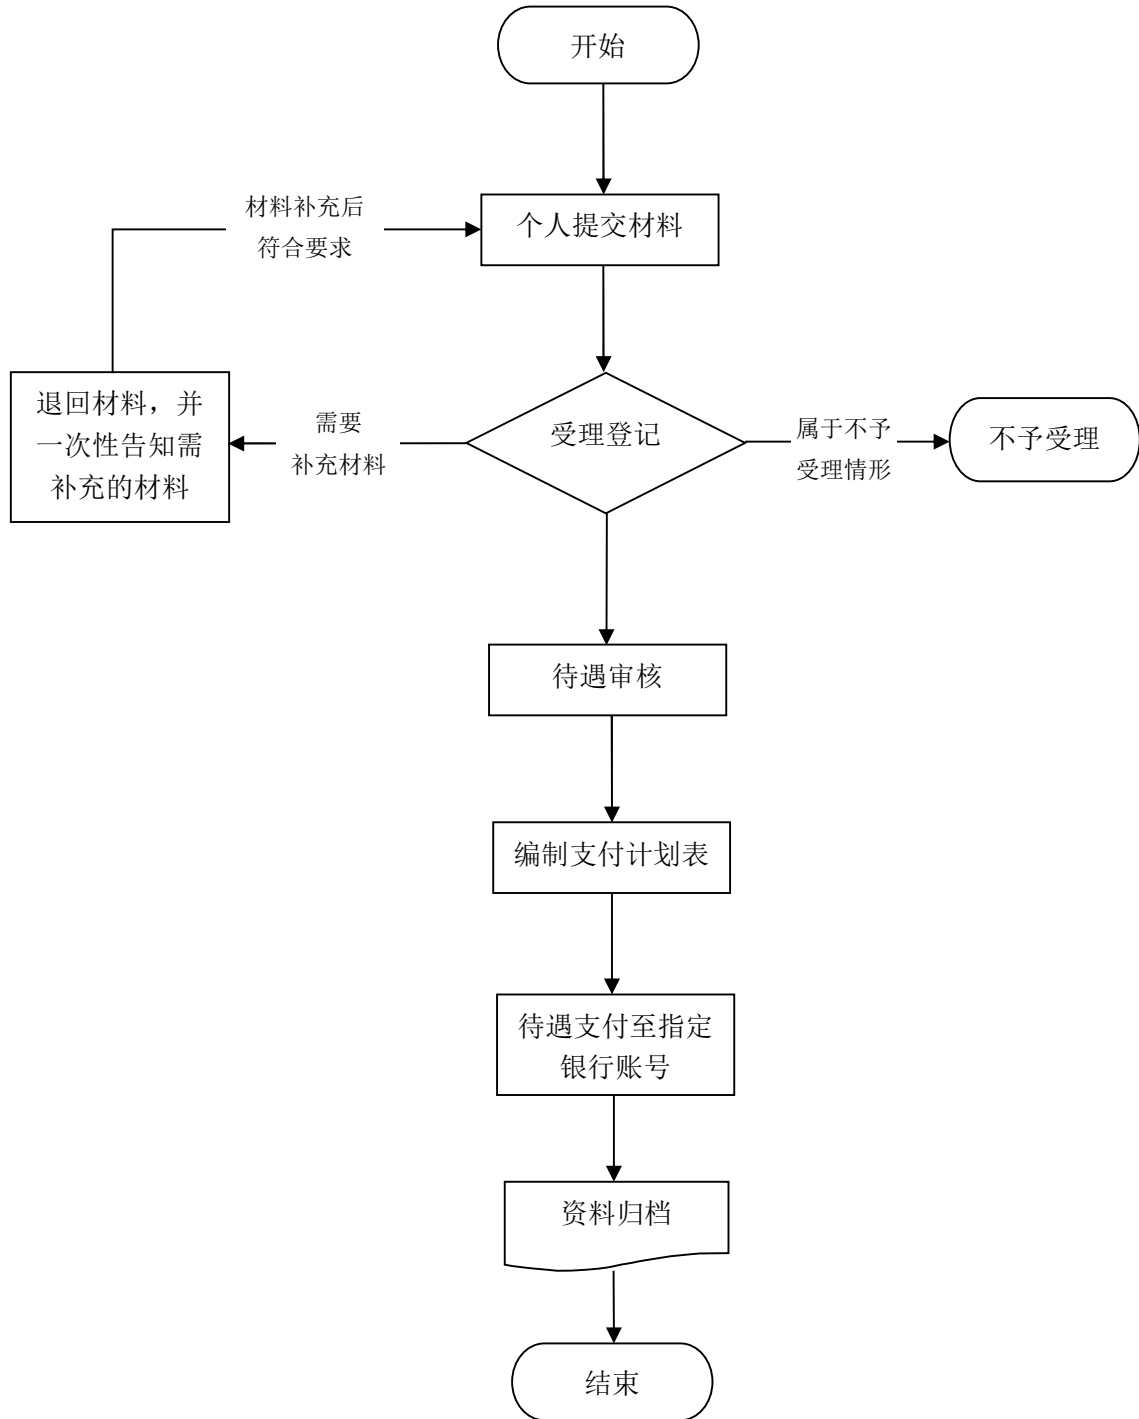 开始
材料补充后
符合要求
个人提交材料
退回材料，并
一次性告知需
补充的材料
需要
补充材料
受理登记
属于不予
受理情形
不予受理
待遇审核
编制支付计划表
待遇支付至指定
银行账号
资料归档
结束